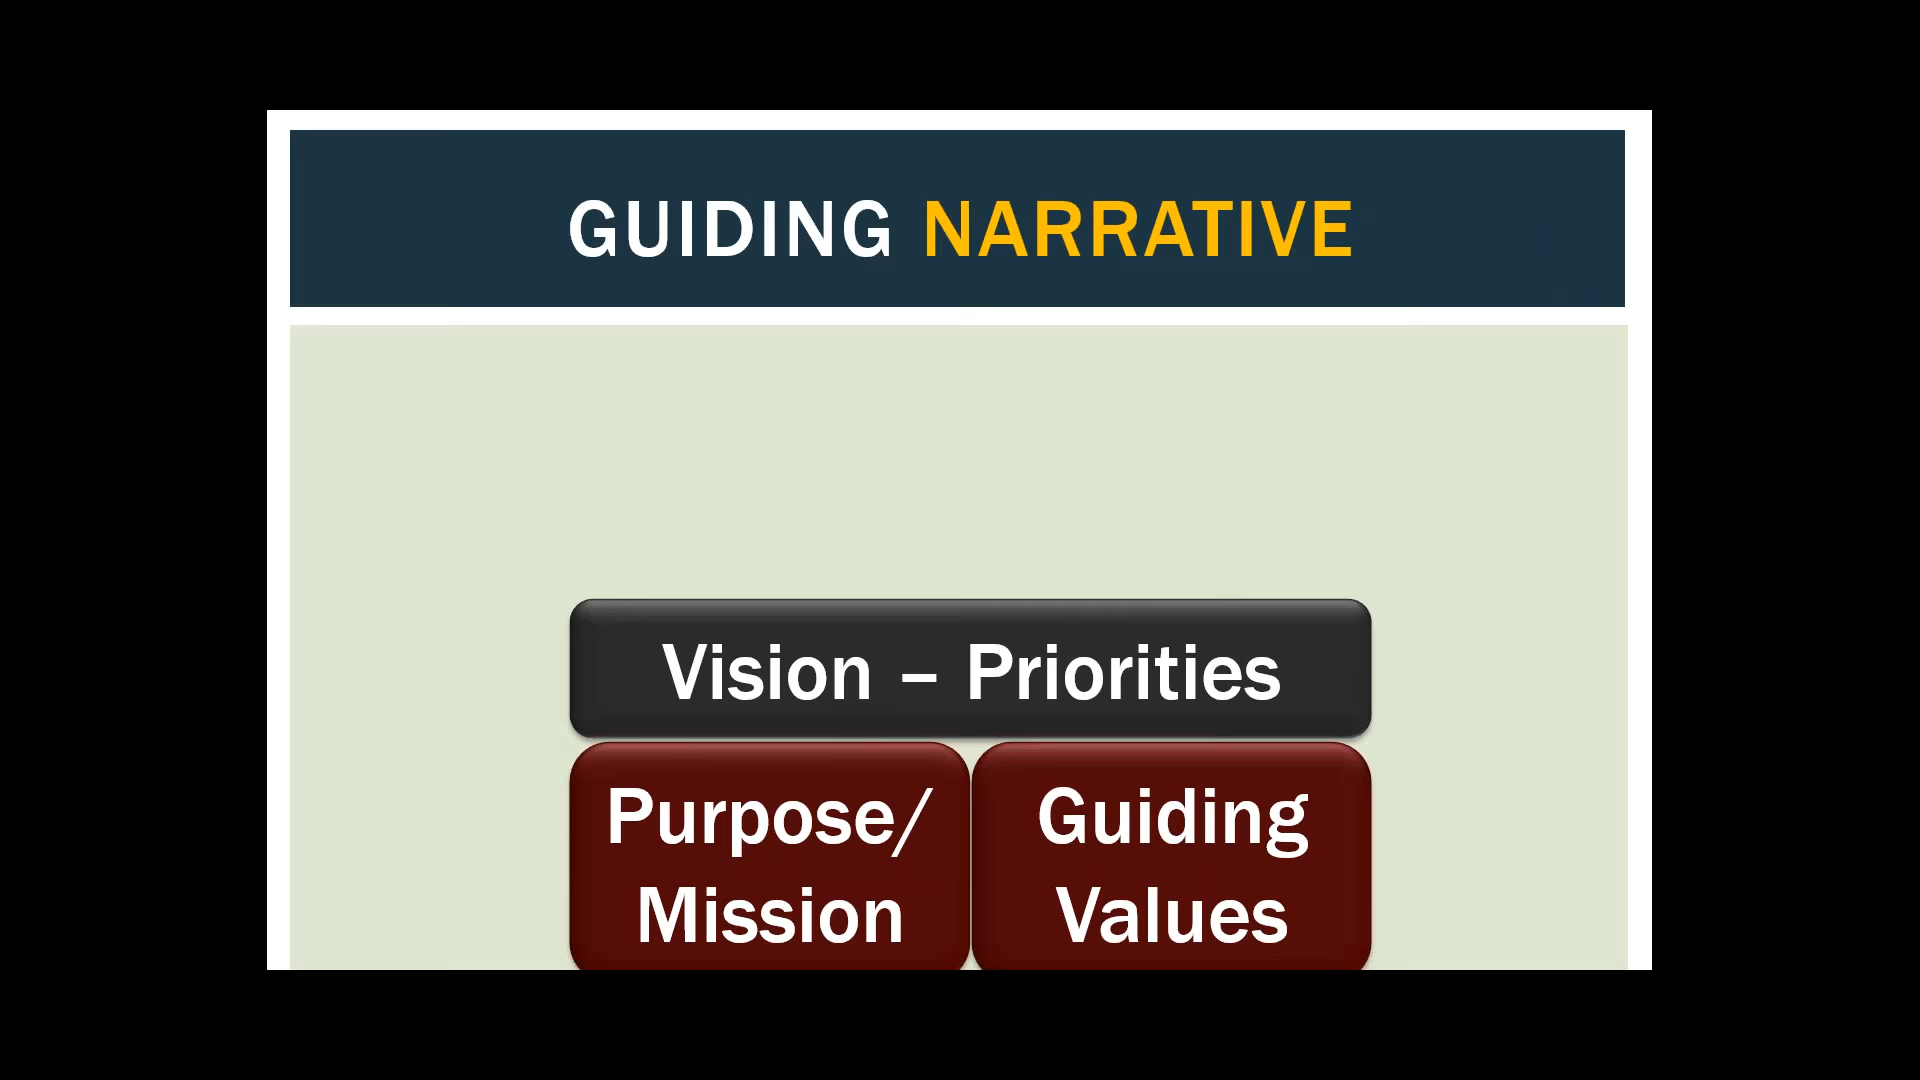 GUIDING NARRATIVE
Vision – Priorities
Purpose/
Mission
Guiding
Values